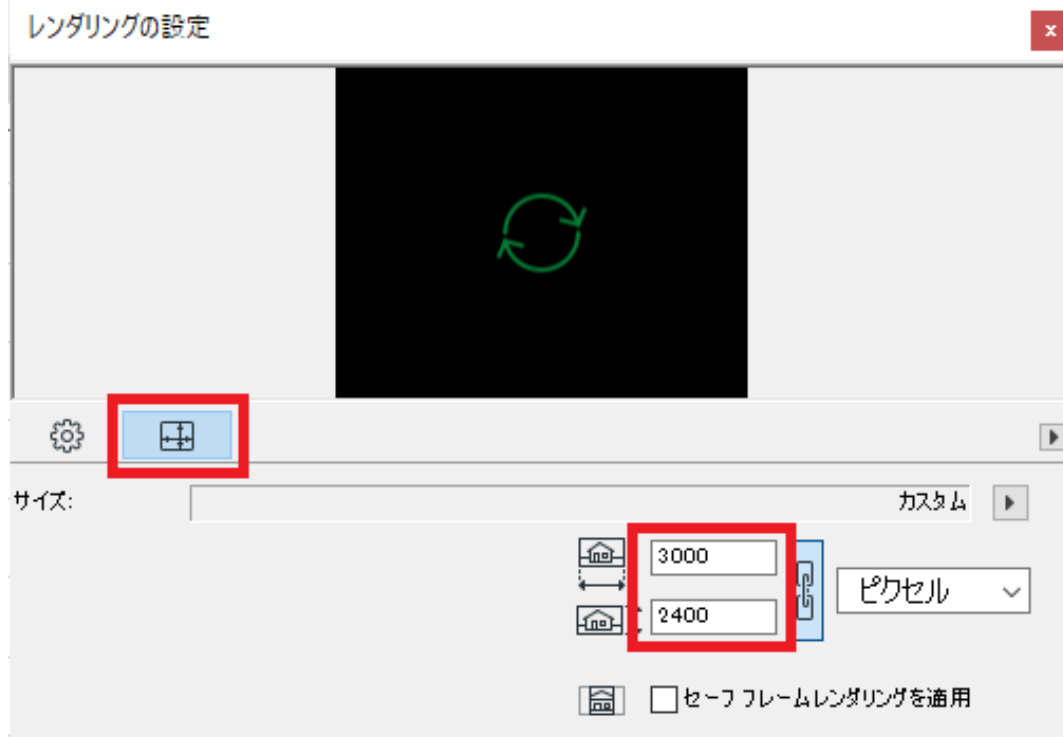 レンダリングの設定
x
サイズ:
カスタム
3000
ピクセル
2400
セーフフレームレンダリングを適用